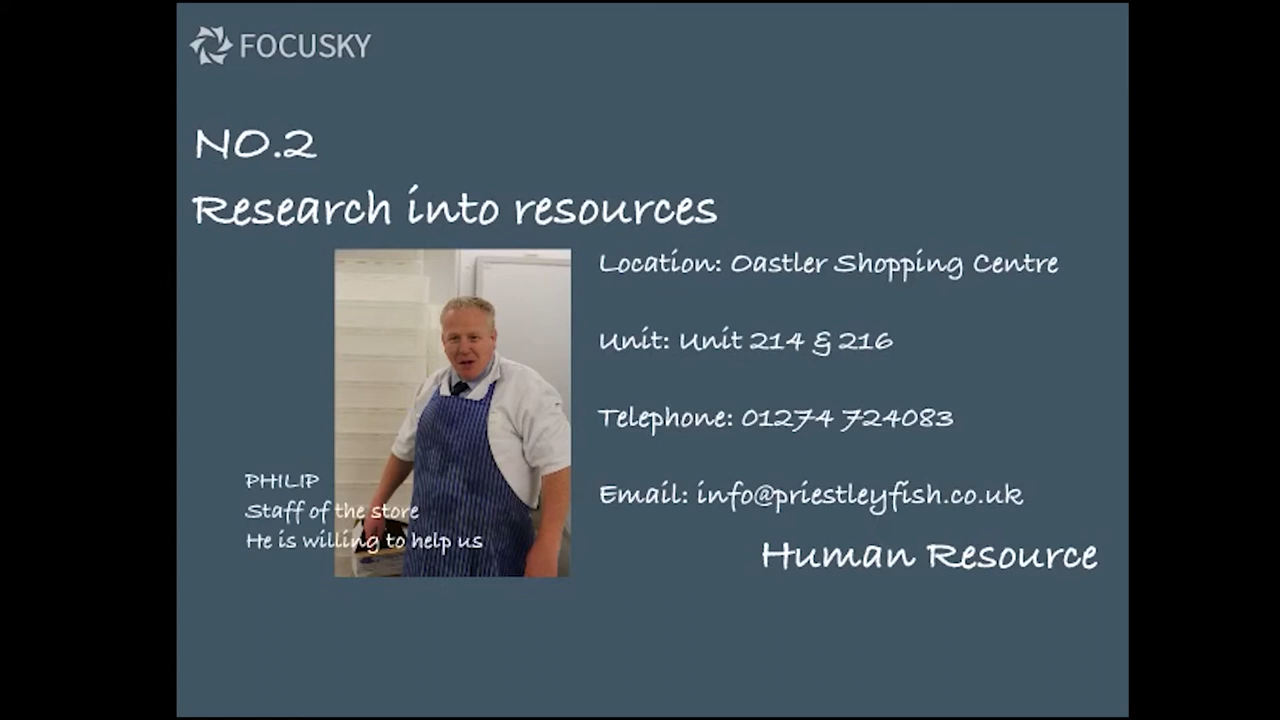 FOCUSKY
NO.2
Research into resources
Location: Oastler Shopping Centre
Unit: Unit 214 & 216
Telephone: 01274 724083
Email: info@priestleyfish.co.uk
PHILIP
Staff of the store
He is willing to help us
Human Resource